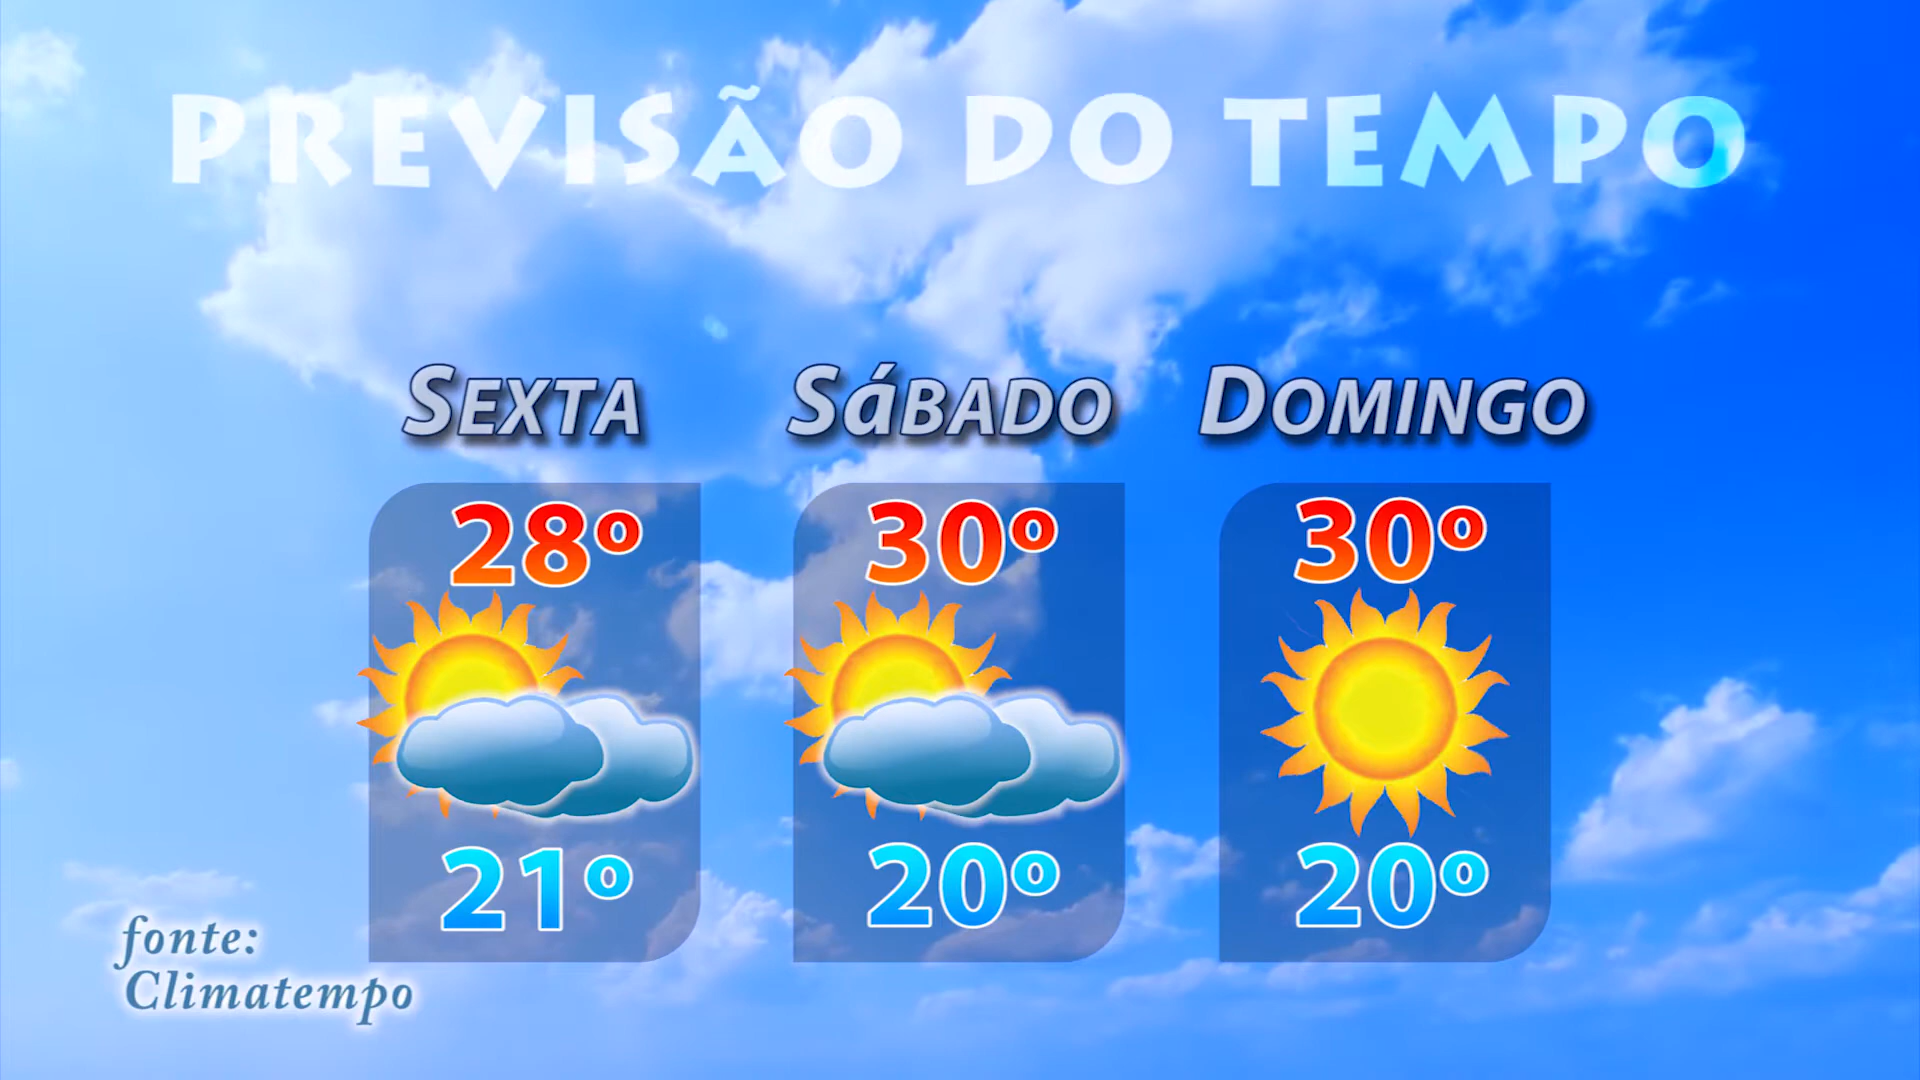 PREVISÃO DO TEMPO
SEXTA SáBADO DOMINGO
28º 30º 30º
21º 20º 20º
fonte:
Climatempo